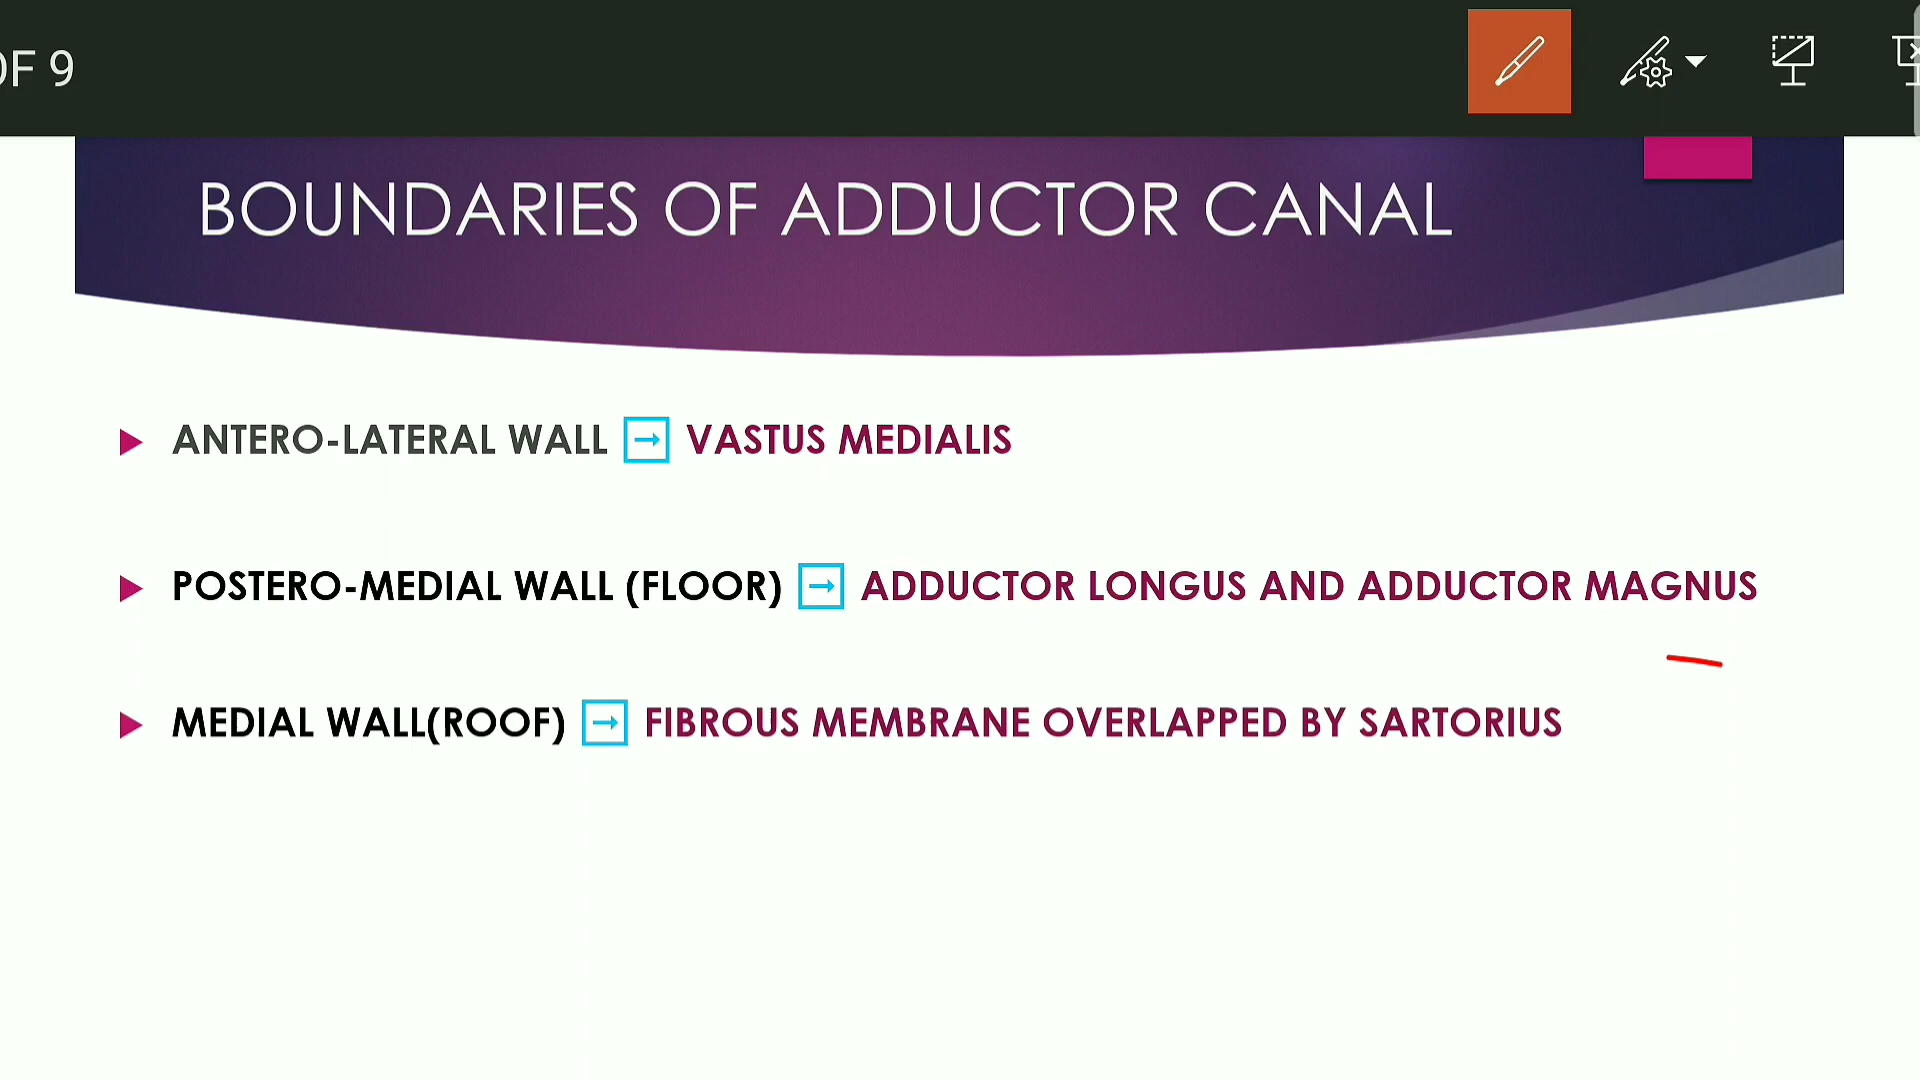 OF 9
BOUNDARIES OF ADDUCTOR CANAL
ANTERO-LATERAL WALL → VASTUS MEDIALIS
POSTERO-MEDIAL WALL (FLOOR) → ADDUCTOR LONGUS AND ADDUCTOR MAGNUS
MEDIAL WALL(ROOF) → FIBROUS MEMBRANE OVERLAPPED BY SARTORIUS